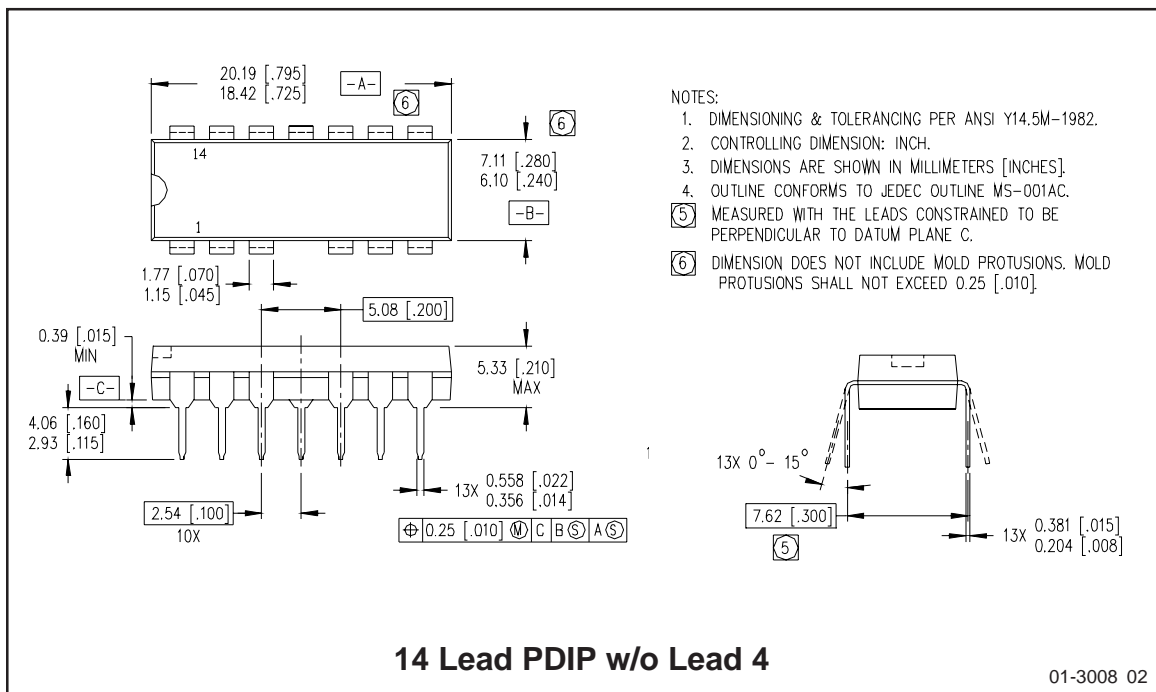 20.19 [.795]
18.42 [.725]
-A-
6
6
14
1
7.11 [.280]
6.10 [.240]
-B-
1.77 [.070]
1.15 [.045]
5.08 [.200]
0.39 [.015]
MIN
-C-
5.33 [.210]
MAX
4.06 [.160]
2.93 [.115]
13X 0.558 [.022]
0.356 [.014]
2.54 [.100]
10X
⌖ 0.25 [.010] Ⓜ C B Ⓢ A Ⓢ
NOTES:
1. DIMENSIONING & TOLERANCING PER ANSI Y14.5M-1982.
2. CONTROLLING DIMENSION: INCH.
3. DIMENSIONS ARE SHOWN IN MILLIMETERS [INCHES].
4. OUTLINE CONFORMS TO JEDEC OUTLINE MS-001AC.
5 MEASURED WITH THE LEADS CONSTRAINED TO BE
PERPENDICULAR TO DATUM PLANE C.
6 DIMENSION DOES NOT INCLUDE MOLD PROTUSIONS. MOLD
PROTUSIONS SHALL NOT EXCEED 0.25 [.010].
13X 0°- 15°
7.62 [.300]
5
13X 0.381 [.015]
0.204 [.008]
14 Lead PDIP w/o Lead 4
01-3008 02